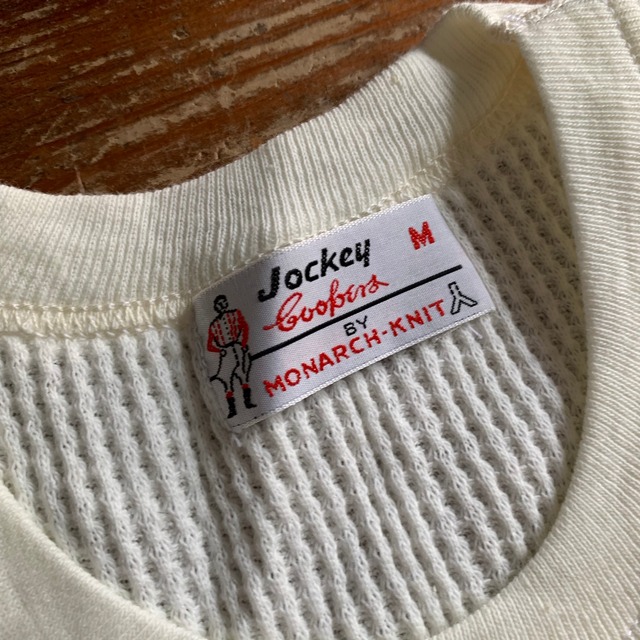 Jockey M
Coopers
BY
MONARCH-KNIT